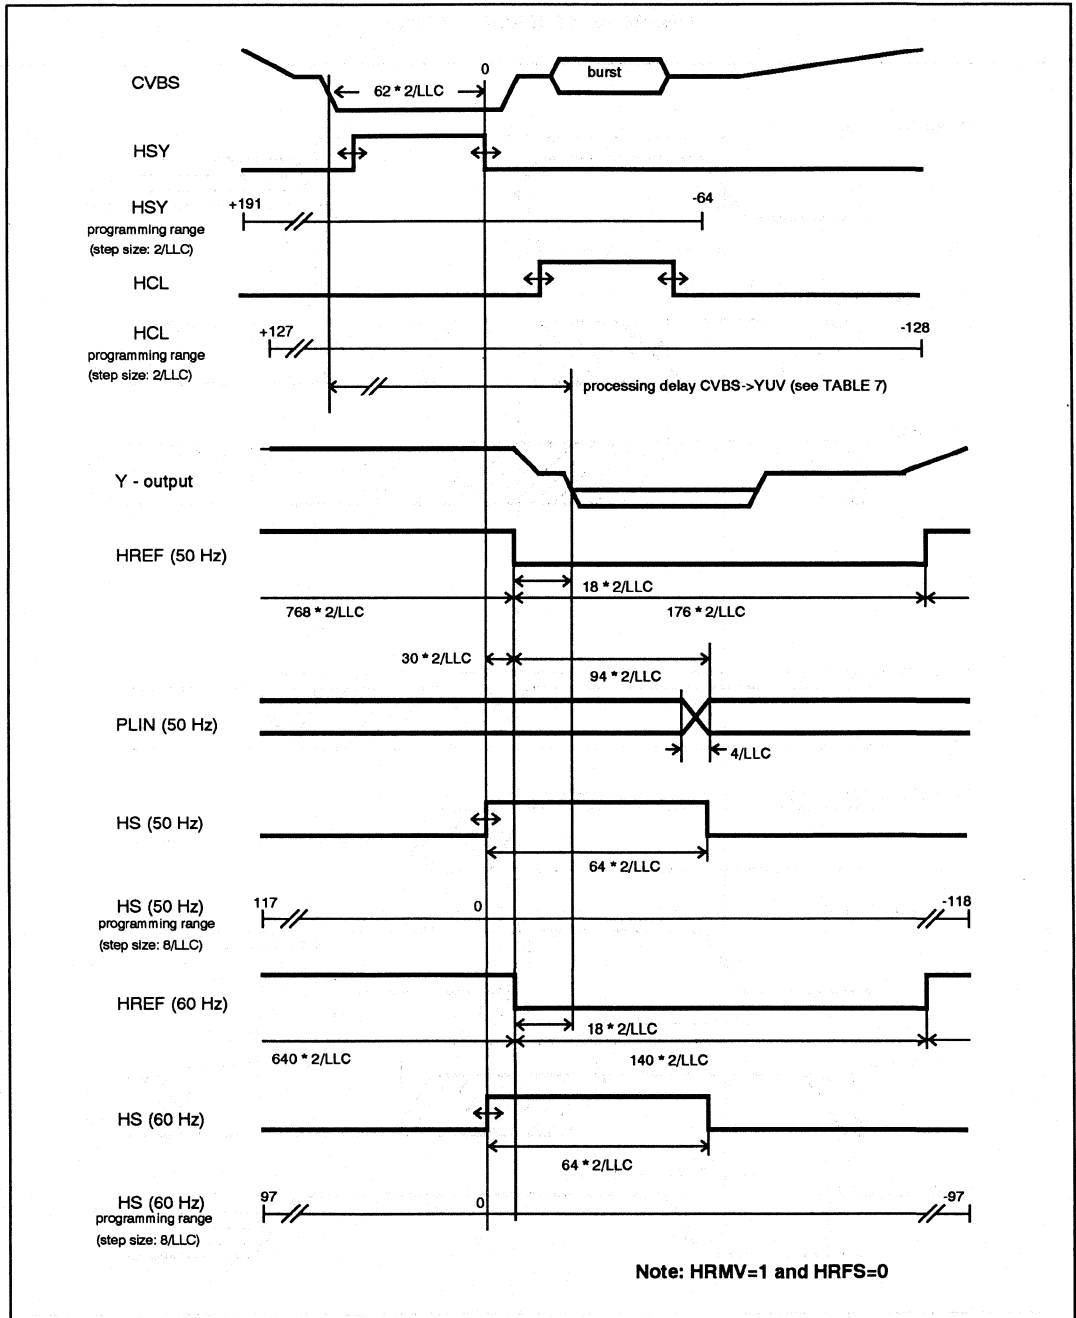 0
CVBS
burst
62 * 2/LLC
HSY
HSY
+191
-64
programming range
(step size: 2/LLC)
HCL
HCL
+127
-128
programming range
(step size: 2/LLC)
processing delay CVBS->YUV (see TABLE 7)
Y - output
HREF (50 Hz)
18 * 2/LLC
768 * 2/LLC
176 * 2/LLC
30 * 2/LLC
94 * 2/LLC
PLIN (50 Hz)
4/LLC
HS (50 Hz)
64 * 2/LLC
HS (50 Hz)
117
0
-118
programming range
(step size: 8/LLC)
HREF (60 Hz)
18 * 2/LLC
640 * 2/LLC
140 * 2/LLC
HS (60 Hz)
64 * 2/LLC
HS (60 Hz)
97
0
-97
programming range
(step size: 8/LLC)
Note: HRMV=1 and HRFS=0